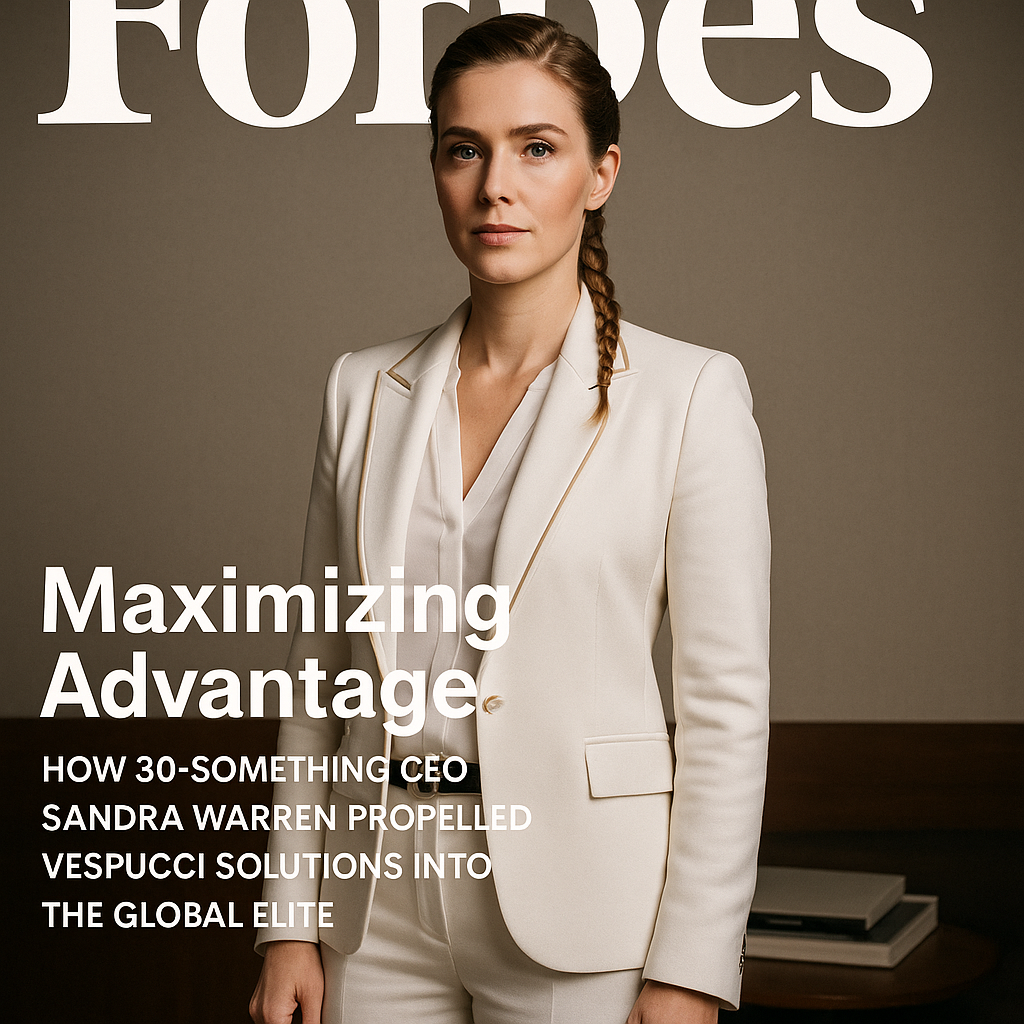 Forbes
Maximizing
Advantage
HOW 30-SOMETHING CEO
SANDRA WARREN PROPELLED
VESPUCCI SOLUTIONS INTO
THE GLOBAL ELITE